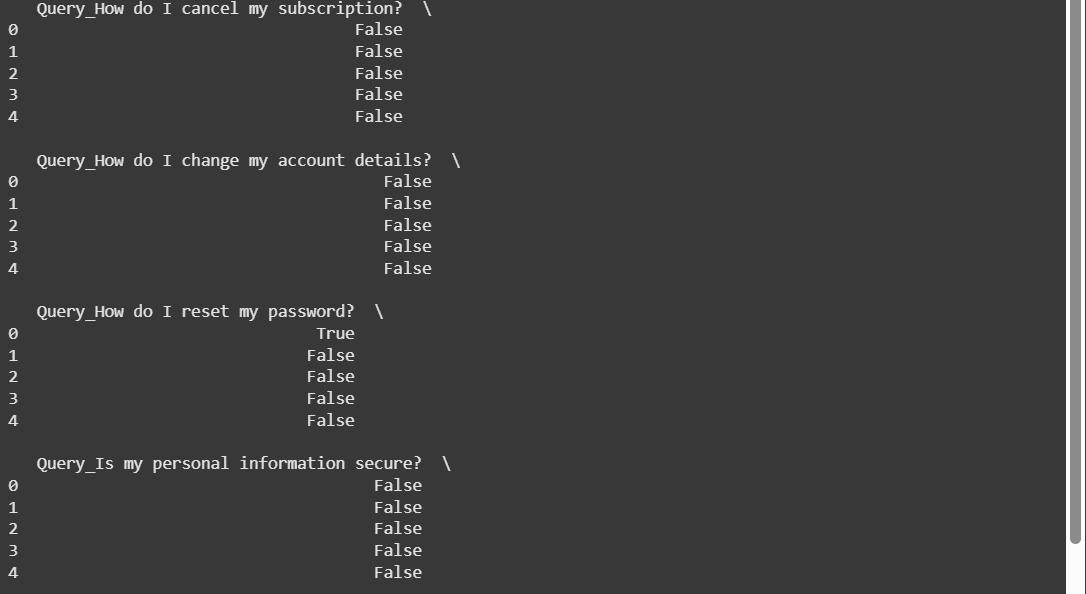 Query_How do I cancel my subscription?  \
0                                   False
1                                   False
2                                   False
3                                   False
4                                   False
Query_How do I change my account details?  \
0                                      False
1                                      False
2                                      False
3                                      False
4                                      False
Query_How do I reset my password?  \
0                               True
1                              False
2                              False
3                              False
4                              False
Query_Is my personal information secure?  \
0                                     False
1                                     False
2                                     False
3                                     False
4                                     False